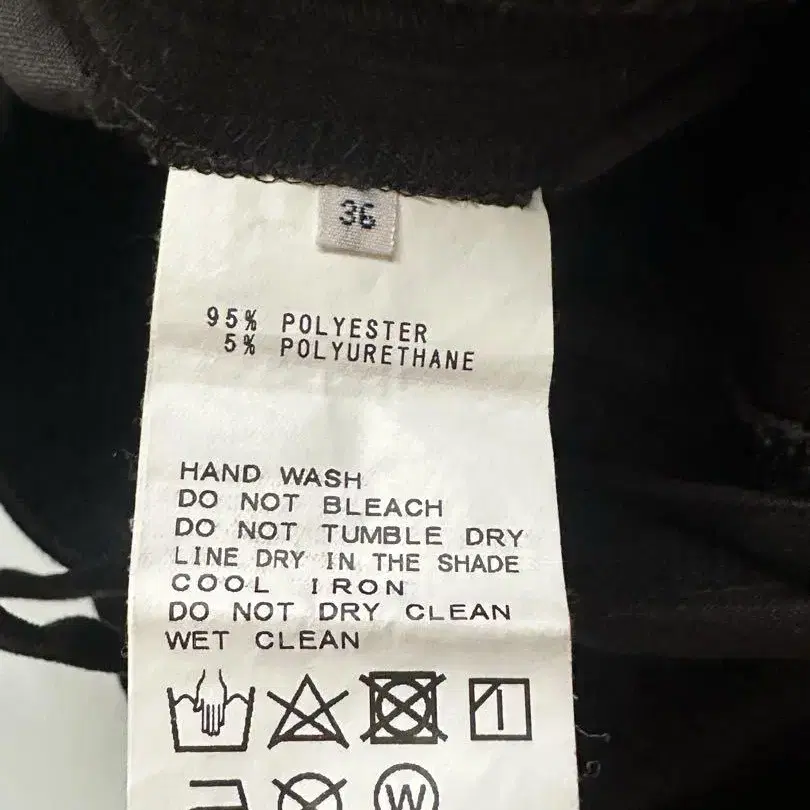 36
95% POLYESTER
5% POLYURETHANE
HAND WASH
DO NOT BLEACH
DO NOT TUMBLE DRY
LINE DRY IN THE SHADE
COOL IRON
DO NOT DRY CLEAN
WET CLEAN
W